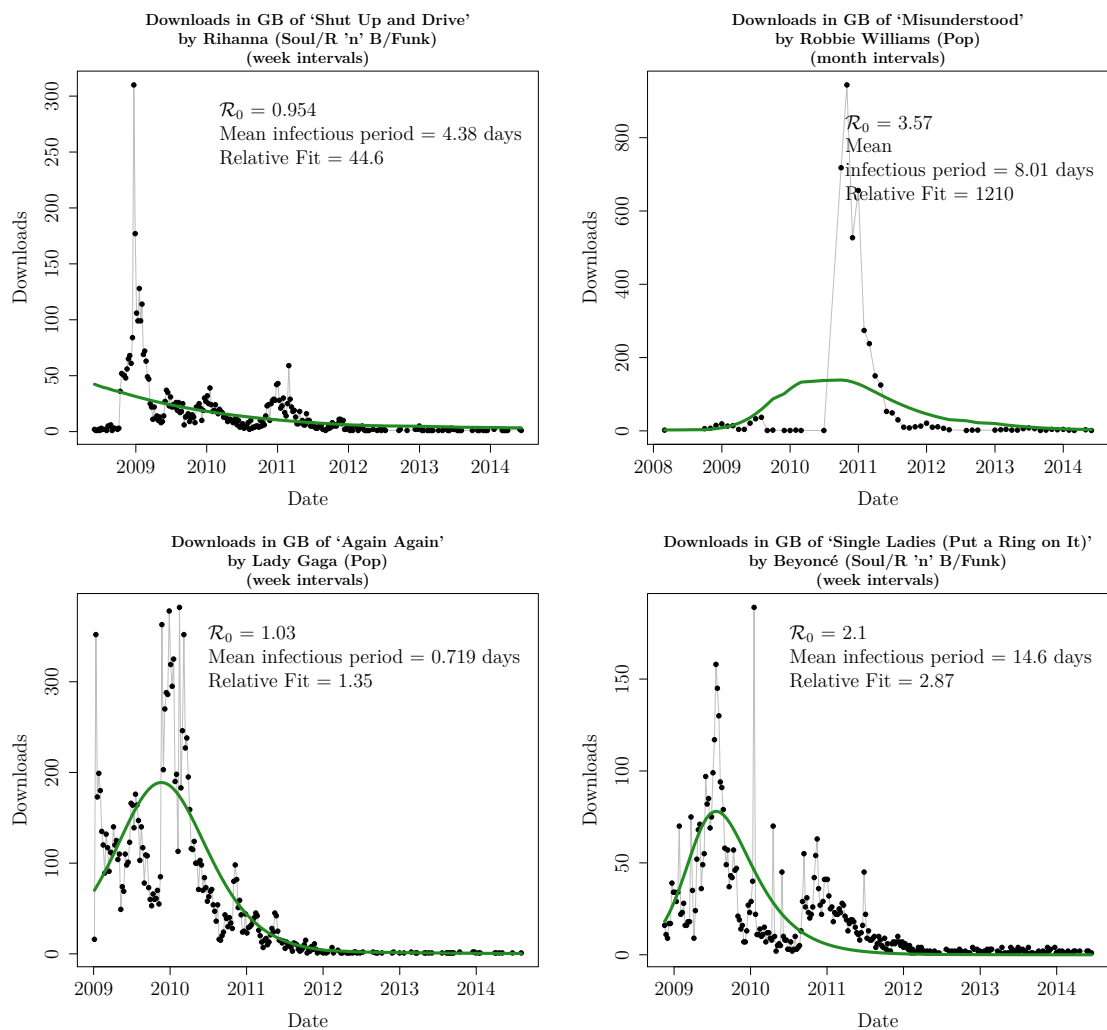 Downloads in GB of ‘Shut Up and Drive’
by Rihanna (Soul/R ’n’ B/Funk)
(week intervals)
R0 = 0.954
Mean infectious period = 4.38 days
Relative Fit = 44.6
Downloads
300
250
200
150
100
50
0
2009 2010 2011 2012 2013 2014
Date
Downloads in GB of ‘Misunderstood’
by Robbie Williams (Pop)
(month intervals)
R0 = 3.57
Mean
infectious period = 8.01 days
Relative Fit = 1210
Downloads
800
600
400
200
0
2008 2009 2010 2011 2012 2013 2014
Date
Downloads in GB of ‘Again Again’
by Lady Gaga (Pop)
(week intervals)
R0 = 1.03
Mean infectious period = 0.719 days
Relative Fit = 1.35
Downloads
300
200
100
0
2009 2010 2011 2012 2013 2014
Date
Downloads in GB of ‘Single Ladies (Put a Ring on It)’
by Beyoncé (Soul/R ’n’ B/Funk)
(week intervals)
R0 = 2.1
Mean infectious period = 14.6 days
Relative Fit = 2.87
Downloads
150
100
50
0
2009 2010 2011 2012 2013 2014
Date